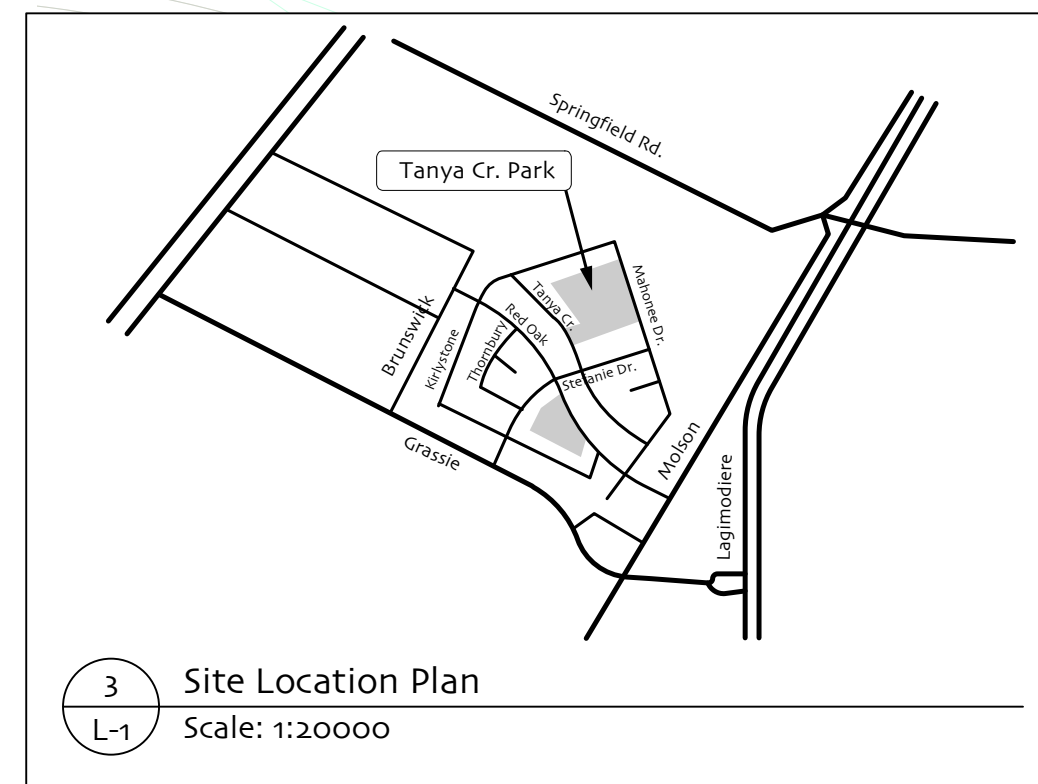 Springfield Rd.
Tanya Cr. Park
Mahonee Dr.
Tanya Cr.
Red Oak
Brunswick
Kirlystone
Thornbury
Stefanie Dr.
Grassie
Molson
Lagimodiere
3
L-1
Site Location Plan
Scale: 1:20000